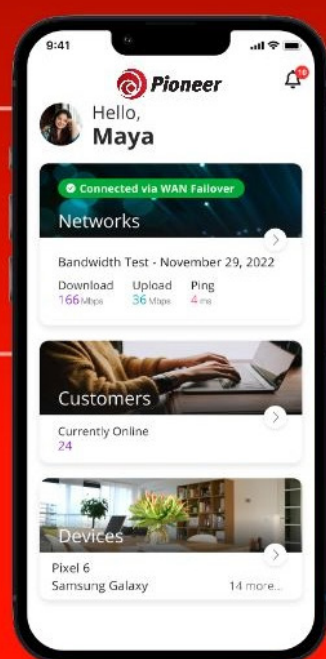 9:41
Pioneer
10
Hello,
Maya
Connected via WAN Failover
Networks
Bandwidth Test - November 29, 2022
Download Upload Ping
166 Mbps 36 Mbps 4 ms
Customers
Currently Online
24
Devices
Pixel 6
Samsung Galaxy 14 more...